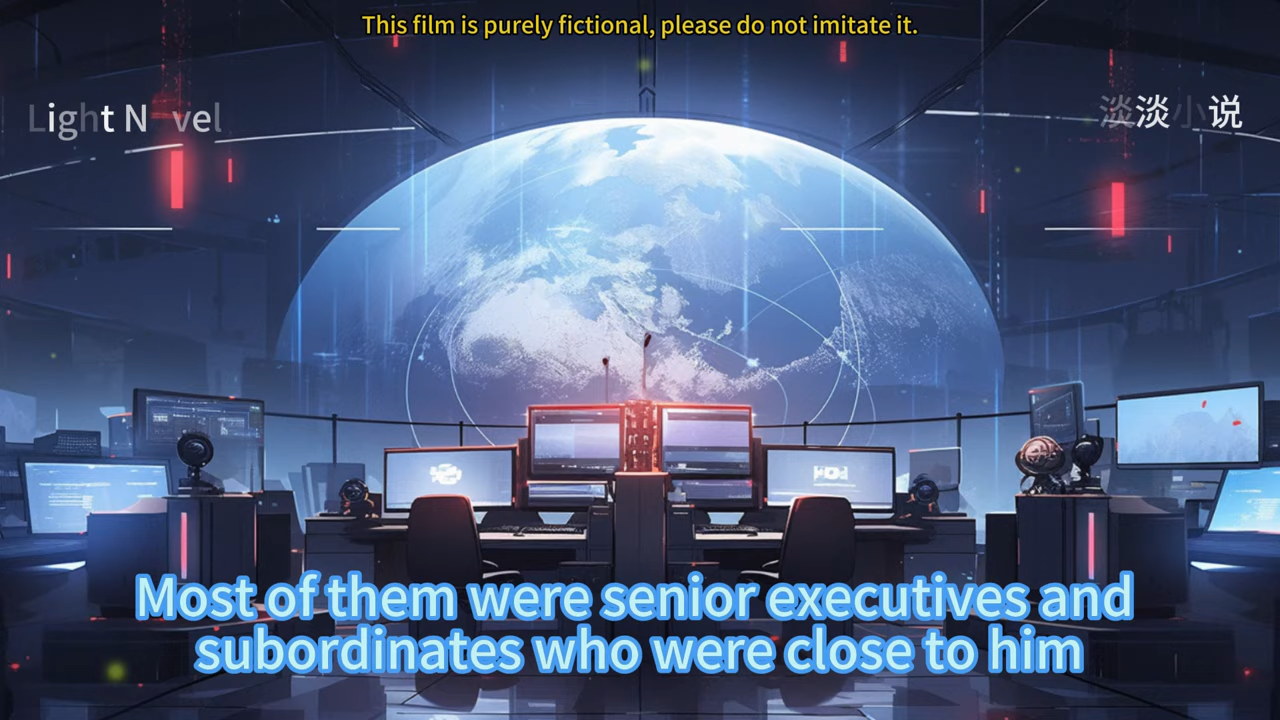 This film is purely fictional, please do not imitate it.
Light N vel
淡淡小说
Most of them were senior executives and
subordinates who were close to him